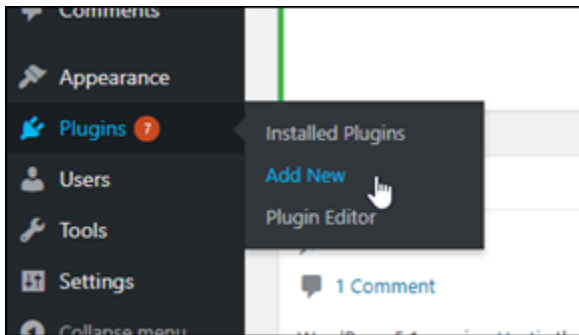 Comments
Appearance
Plugins 7
Installed Plugins
Add New
Users
Plugin Editor
Tools
Settings
1 Comment
Collapse menu